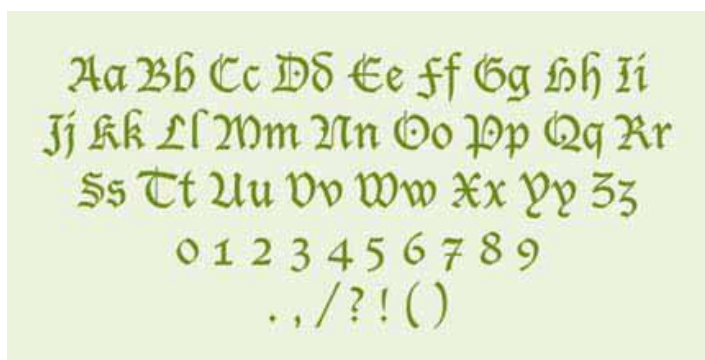 Aa Bb Cc Dd Ee Ff Gg Hh Ii
Jj Kk Ll Mm Nn Oo Pp Qq Rr
Ss Tt Uu Vv Ww Xx Yy Zz
0 1 2 3 4 5 6 7 8 9
. , / ? ! ( )